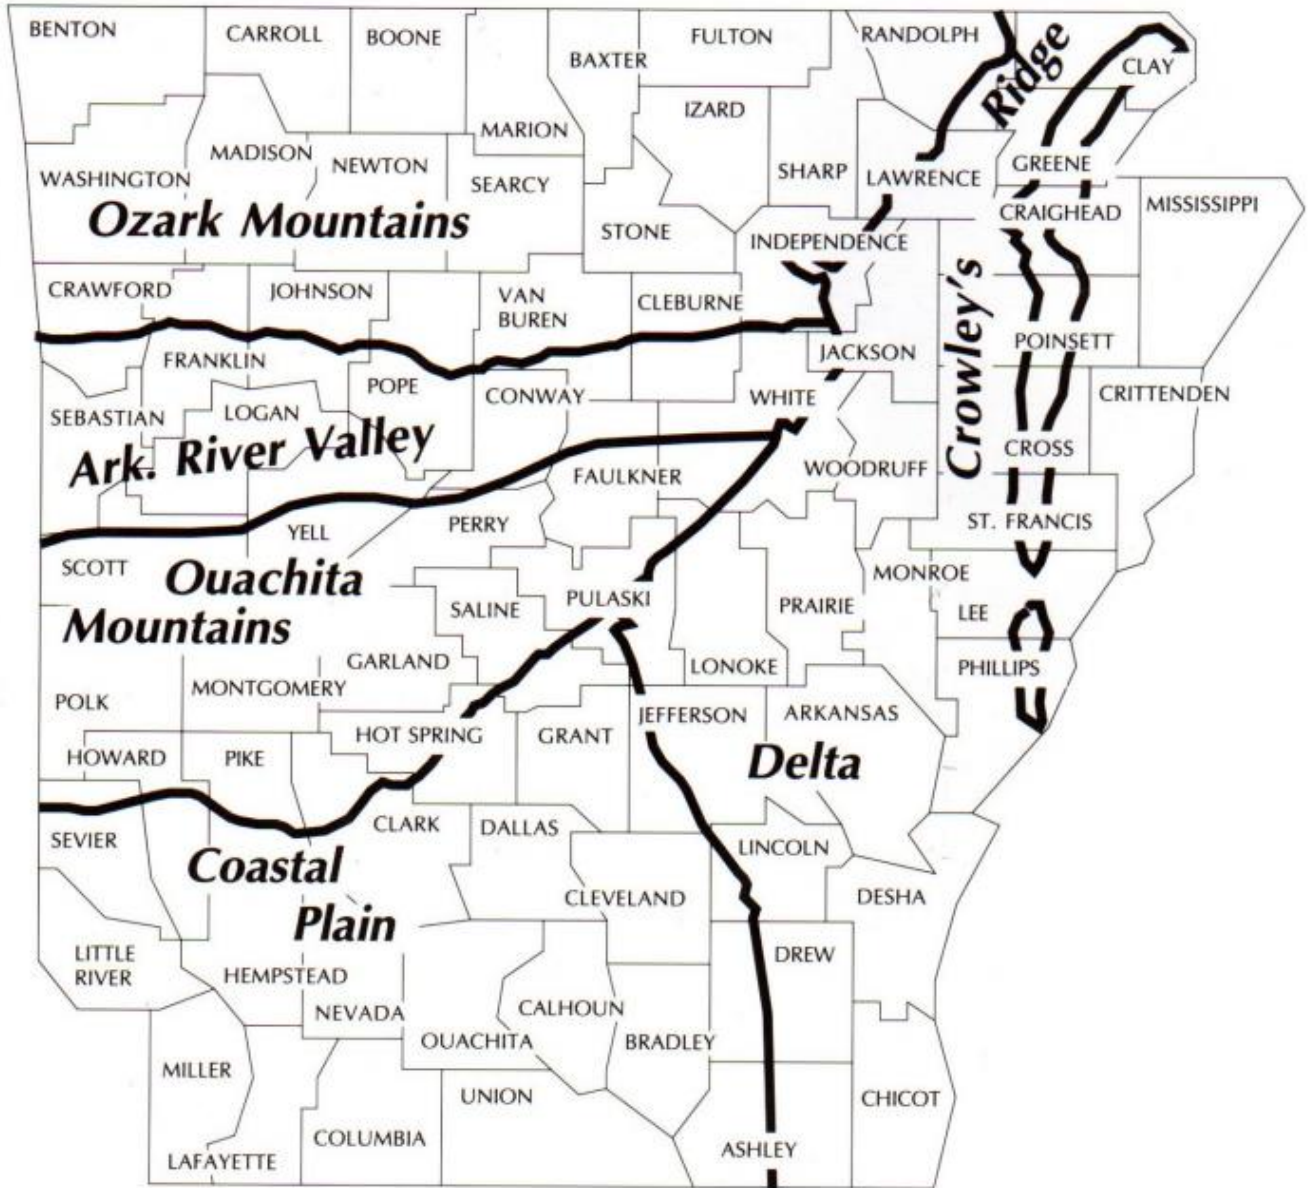 BENTON
CARROLL
BOONE
FULTON
RANDOLPH
BAXTER
Ridge
CLAY
IZARD
MARION
MADISON
NEWTON
GREENE
WASHINGTON
SEARCY
SHARP
LAWRENCE
Ozark Mountains
STONE
CRAIGHEAD
MISSISSIPPI
INDEPENDENCE
CRAWFORD
JOHNSON
VAN
BUREN
CLEBURNE
Crowley's
FRANKLIN
JACKSON
POINSETT
POPE
CONWAY
WHITE
CRITTENDEN
SEBASTIAN
LOGAN
Ark. River Valley
CROSS
FAULKNER
WOODRUFF
YELL
PERRY
ST. FRANCIS
SCOTT
Ouachita
Mountains
SALINE
PULASKI
PRAIRIE
MONROE
LEE
GARLAND
LONOKE
PHILLIPS
POLK
MONTGOMERY
HOT SPRING
GRANT
JEFFERSON
ARKANSAS
HOWARD
PIKE
Delta
SEVIER
CLARK
DALLAS
LINCOLN
Coastal
Plain
CLEVELAND
DESHA
LITTLE
RIVER
HEMPSTEAD
DREW
NEVADA
CALHOUN
OUACHITA
BRADLEY
MILLER
UNION
CHICOT
COLUMBIA
ASHLEY
LAFAYETTE